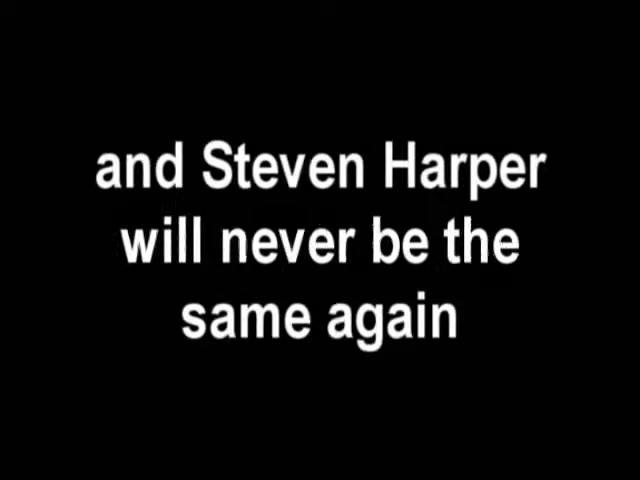 and Steven Harper
will never be the
same again